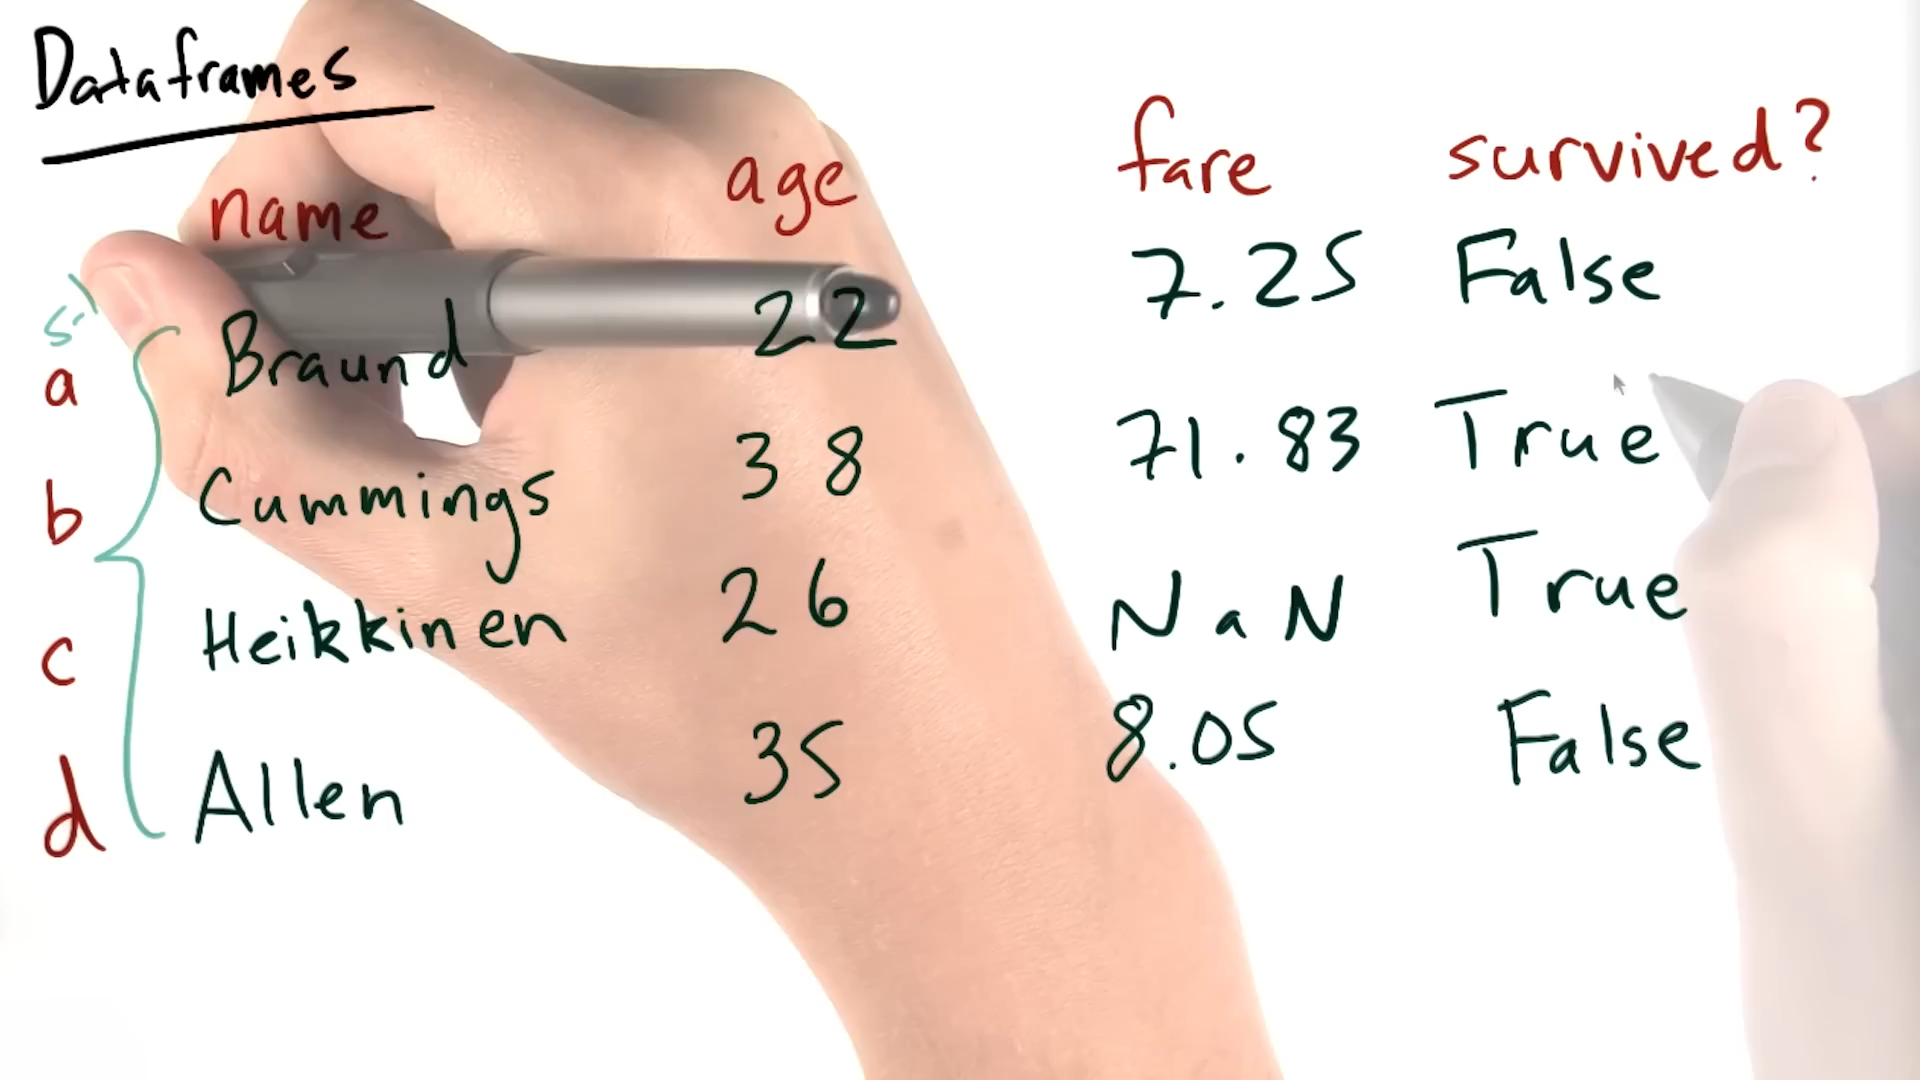 Dataframes
name age fare survived?
a Braund 22 7.25 False
b Cummings 38 71.83 True
c Heikkinen 26 NaN True
d Allen 35 8.05 False